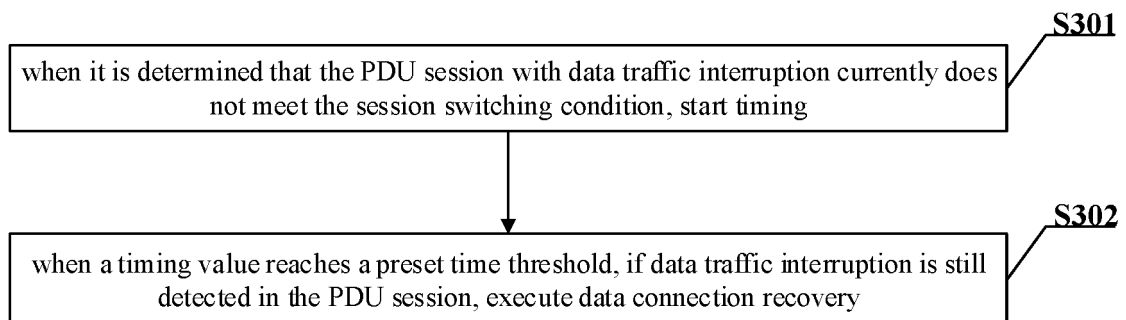 S301
when it is determined that the PDU session with data traffic interruption currently does
not meet the session switching condition, start timing
S302
when a timing value reaches a preset time threshold, if data traffic interruption is still
detected in the PDU session, execute data connection recovery